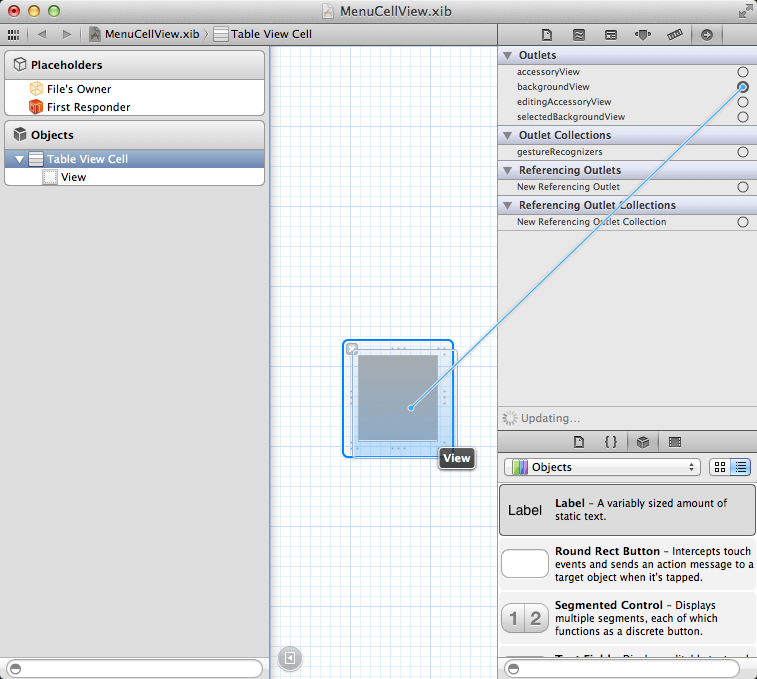 MenuCellView.xib
MenuCellView.xib
Table View Cell
Placeholders
File's Owner
First Responder
Objects
Table View Cell
View
View
Outlets
accessoryView
backgroundView
editingAccessoryView
selectedBackgroundView
Outlet Collections
gestureRecognizers
Referencing Outlets
New Referencing Outlet
Referencing Outlet Collections
New Referencing Outlet Collection
Updating...
{ }
Objects
Label
Label – A variably sized amount of
static text.
Round Rect Button – Intercepts touch
events and sends an action message to a
target object when it's tapped.
1 2
Segmented Control – Displays
multiple segments, each of which
functions as a discrete button.